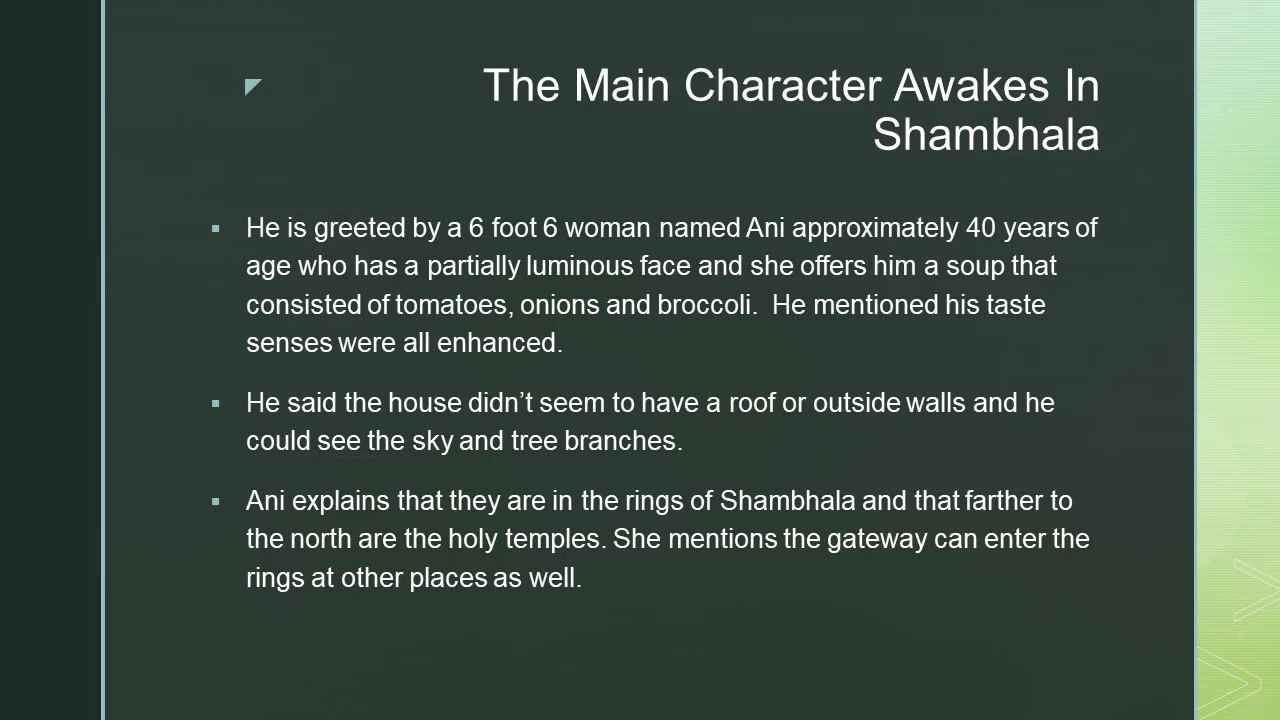 The Main Character Awakes In
Shambhala
He is greeted by a 6 foot 6 woman named Ani approximately 40 years of
age who has a partially luminous face and she offers him a soup that
consisted of tomatoes, onions and broccoli.  He mentioned his taste
senses were all enhanced.
He said the house didn’t seem to have a roof or outside walls and he
could see the sky and tree branches.
Ani explains that they are in the rings of Shambhala and that farther to
the north are the holy temples. She mentions the gateway can enter the
rings at other places as well.